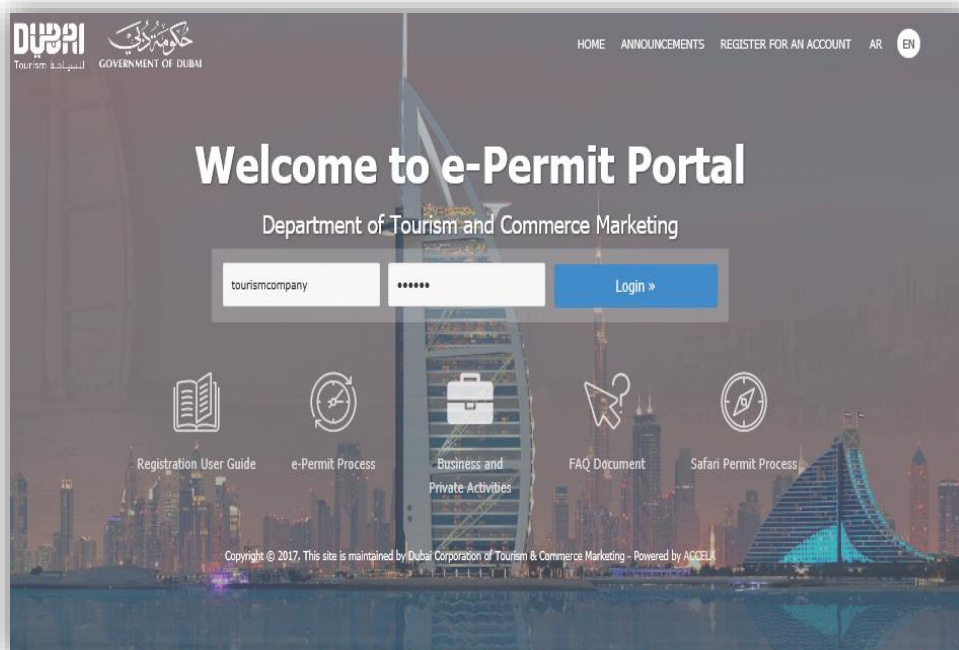 DUBAI
Tourism السياحة
حكومة دبي
GOVERNMENT OF DUBAI
HOME ANNOUNCEMENTS REGISTER FOR AN ACCOUNT AR EN
Welcome to e-Permit Portal
Department of Tourism and Commerce Marketing
tourismcompany
••••••
Login »
Registration User Guide
e-Permit Process
Business and
Private Activities
FAQ Document
Safari Permit Process
Copyright © 2017. This site is maintained by Dubai Corporation of Tourism & Commerce Marketing - Powered by ACCELA